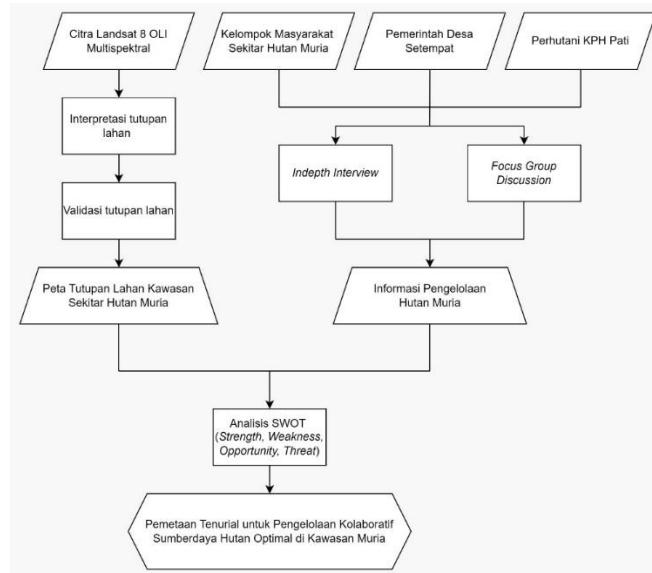 Citra Landsat 8 OLI
Multispektral
Kelompok Masyarakat
Sekitar Hutan Muria
Pemerintah Desa
Setempat
Perhutani KPH Pati
Interpretasi tutupan
lahan
Indepth Interview
Focus Group
Discussion
Validasi tutupan lahan
Peta Tutupan Lahan Kawasan
Sekitar Hutan Muria
Informasi Pengelolaan
Hutan Muria
Analisis SWOT
(Strength, Weakness,
Opportunity, Threat)
Pemetaan Tenurial untuk Pengelolaan Kolaboratif
Sumberdaya Hutan Optimal di Kawasan Muria